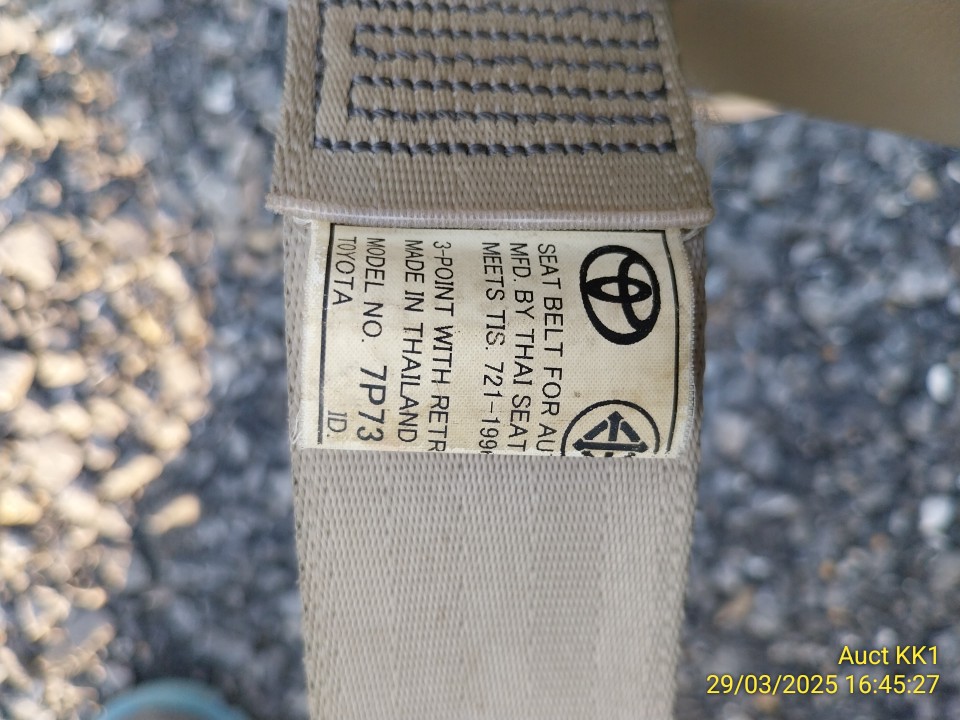 SEAT BELT FOR AU
MFD. BY THAI SEAT
MEETS TIS. 721-199
3-POINT WITH RETR
MADE IN THAILAND
MODEL NO. 7P73
TOYOTA ID.
Auct KK1
29/03/2025 16:45:27